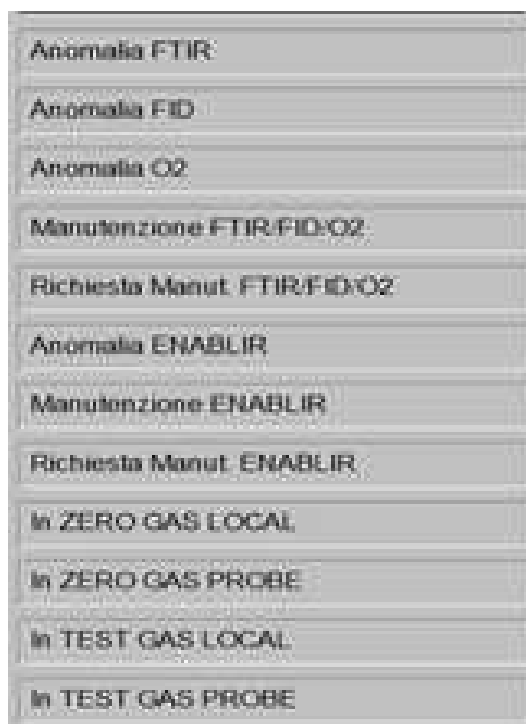 Anomalia FTIR
Anomalia FID
Anomalia O2
Manutenzione FTIR/FID/O2
Richiesta Manut. FTIR/FID/O2
Anomalia ENABLIR
Manutenzione ENABLIR
Richiesta Manut. ENABLIR
In ZERO GAS LOCAL
In ZERO GAS PROBE
In TEST GAS LOCAL
In TEST GAS PROBE